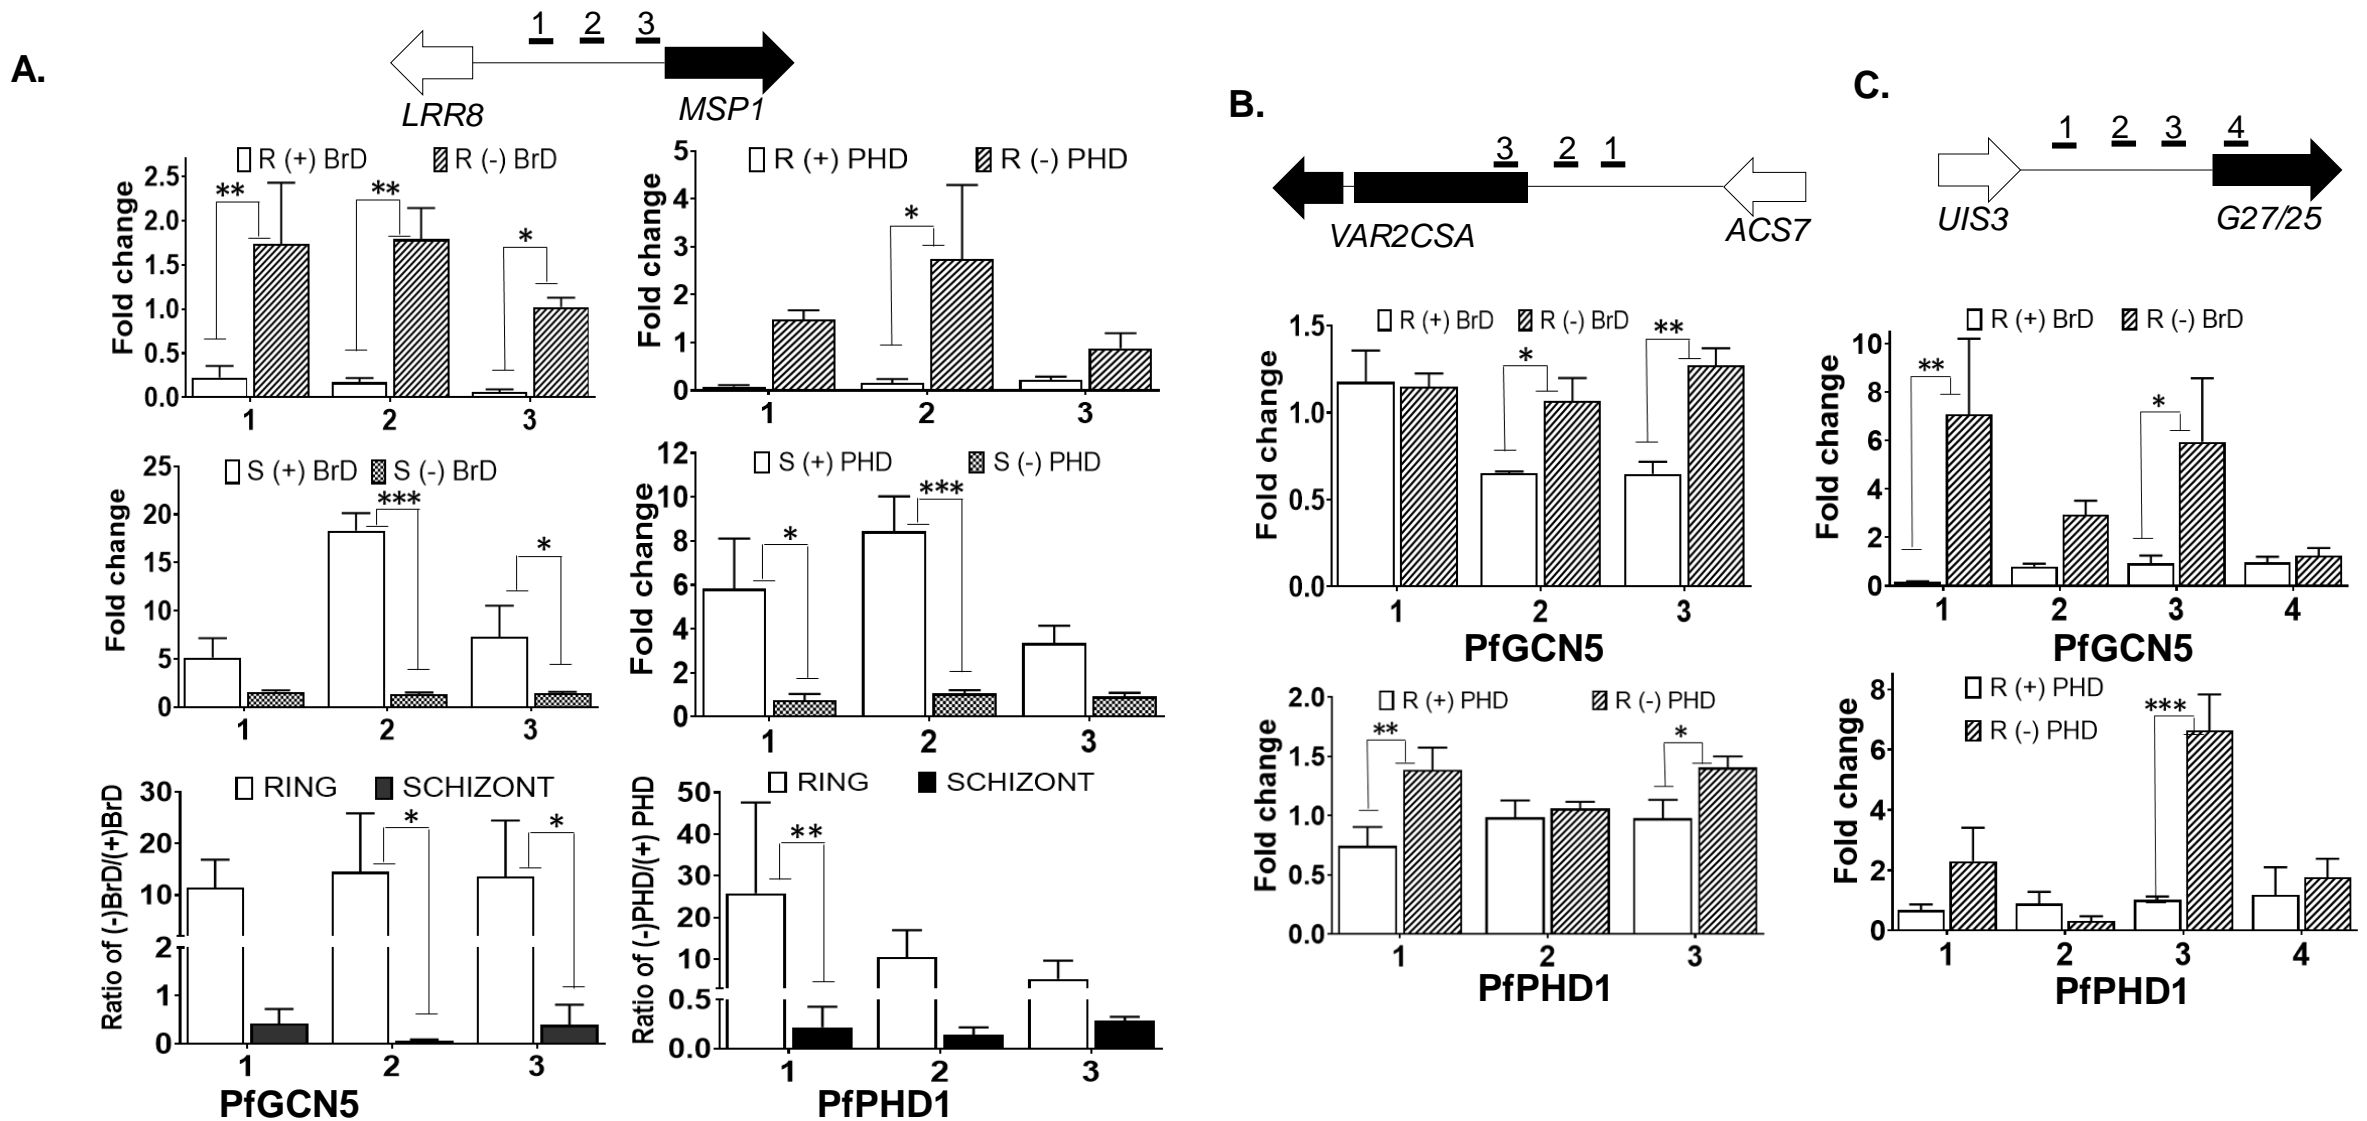 A.
1 2 3
LRR8 MSP1
R (+) BrD R (-) BrD
Fold change
2.5
2.0
1.5
1.0
0.5
0.0
** ** *
1 2 3
R (+) PHD R (-) PHD
Fold change
5
4
3
2
1
0
*
1 2 3
S (+) BrD S (-) BrD
Fold change
25
20
15
10
5
0
*** *
1 2 3
S (+) PHD S (-) PHD
Fold change
12
10
8
6
4
2
0
* ***
1 2 3
RING SCHIZONT
Ratio of (-)BrD/(+)BrD
30
20
10
2
1
0
* *
1 2 3
PfGCN5
RING SCHIZONT
Ratio of (-)PHD/(+) PHD
50
40
30
20
10
0.5
0.0
**
1 2 3
PfPHD1
B.
3 2 1
VAR2CSA ACS7
R (+) BrD R (-) BrD
Fold change
1.5
1.0
0.5
0.0
* **
1 2 3
PfGCN5
R (+) PHD R (-) PHD
Fold change
2.0
1.5
1.0
0.5
0.0
** *
1 2 3
PfPHD1
C.
1 2 3 4
UIS3 G27/25
R (+) BrD R (-) BrD
Fold change
10
8
6
4
2
0
** *
1 2 3 4
PfGCN5
R (+) PHD
R (-) PHD
Fold change
8
6
4
2
0
***
1 2 3 4
PfPHD1